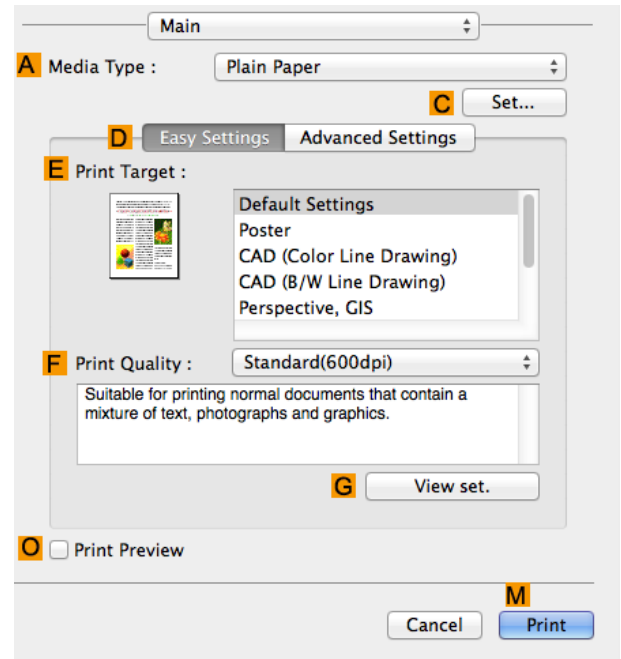 Main
A Media Type : Plain Paper
C Set...
D Easy Settings Advanced Settings
E Print Target :
Default Settings
Poster
CAD (Color Line Drawing)
CAD (B/W Line Drawing)
Perspective, GIS
F Print Quality : Standard(600dpi)
Suitable for printing normal documents that contain a
mixture of text, photographs and graphics.
G View set.
O Print Preview
M
Cancel Print